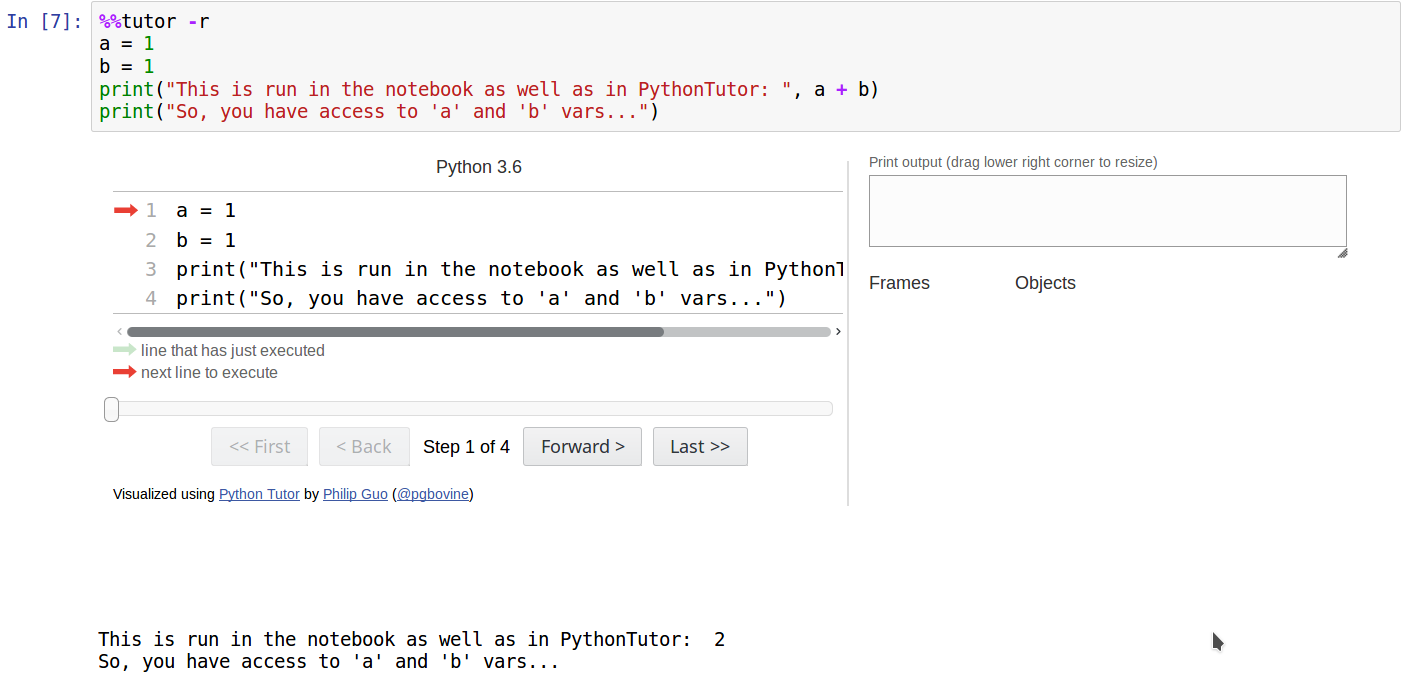 In [7]:
%%tutor -r
a = 1
b = 1
print("This is run in the notebook as well as in PythonTutor: ", a + b)
print("So, you have access to 'a' and 'b' vars...")
Python 3.6
1 a = 1
2 b = 1
3 print("This is run in the notebook as well as in PythonT
4 print("So, you have access to 'a' and 'b' vars...")
line that has just executed
next line to execute
<< First < Back Step 1 of 4 Forward > Last >>
Visualized using Python Tutor by Philip Guo (@pgbovine)
Print output (drag lower right corner to resize)
Frames Objects
This is run in the notebook as well as in PythonTutor:  2
So, you have access to 'a' and 'b' vars...